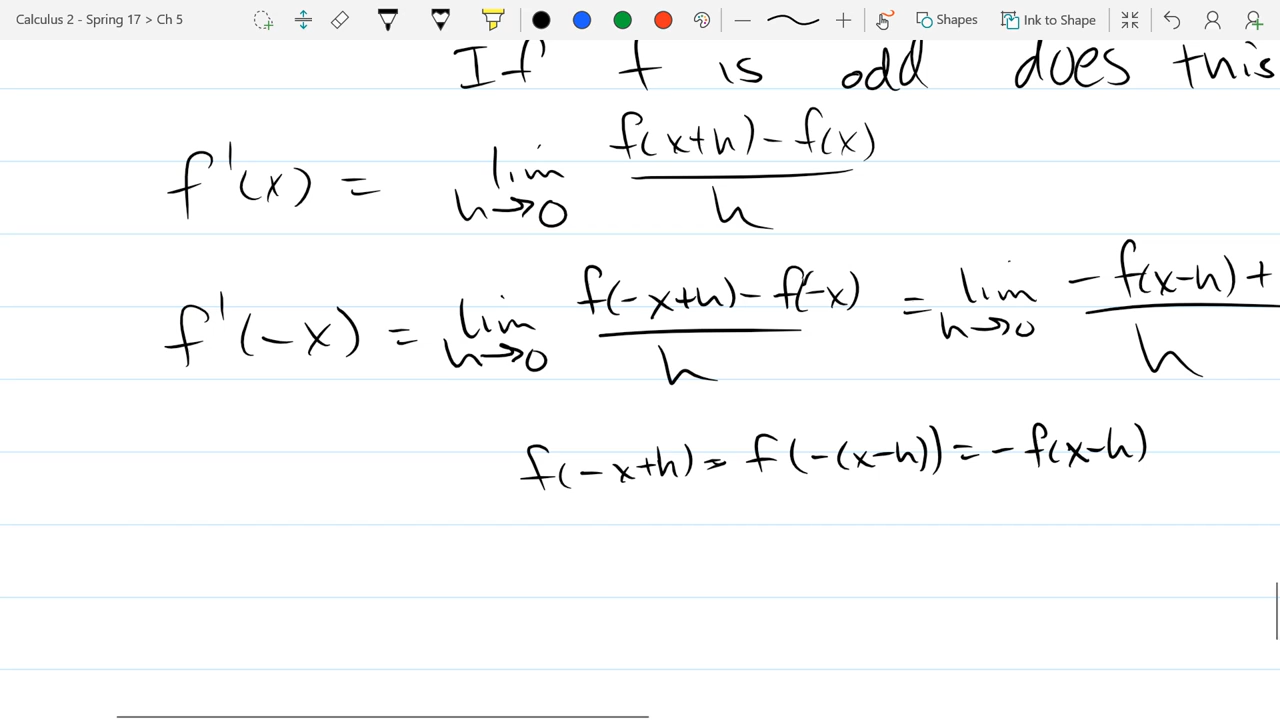 Calculus 2 - Spring 17 > Ch 5 Shapes Ink to Shape
If f is odd does this
f'(x) = lim h→0 f(x+h) - f(x) / h
f'(-x) = lim h→0 f(-x+h) - f(-x) / h = lim h→0 -f(x-h) + / h
f(-x+h) = f(-(x-h)) = -f(x-h)